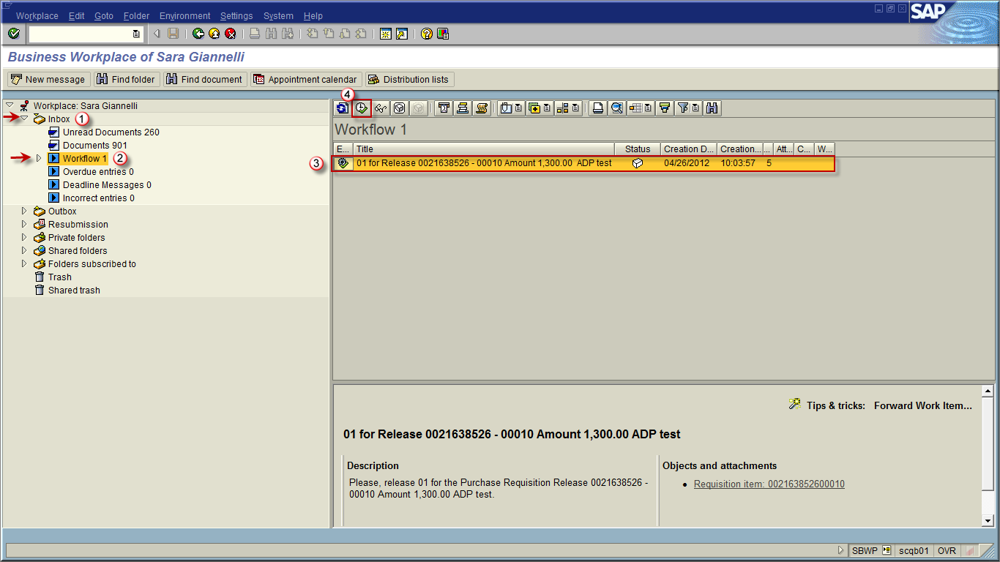 Workplace Edit Goto Folder Environment Settings System Help
SAP
Business Workplace of Sara Giannelli
New message Find folder Find document Appointment calendar Distribution lists
4
Workplace: Sara Giannelli
Inbox 1
Unread Documents 260
Documents 901
Workflow 1 2
Overdue entries 0
Deadline Messages 0
Incorrect entries 0
Outbox
Resubmission
Private folders
Shared folders
Folders subscribed to
Trash
Shared trash
Workflow 1
E... Title Status Creation D... Creation... ... Att... C... W...
3 01 for Release 0021638526 - 00010 Amount 1,300.00 ADP test 04/26/2012 10:03:57 5
Tips & tricks: Forward Work Item...
01 for Release 0021638526 - 00010 Amount 1,300.00 ADP test
Description
Please, release 01 for the Purchase Requisition Release 0021638526 -
00010 Amount 1,300.00 ADP test.
Objects and attachments
• Requisition item: 002163852600010
SBWP scqb01 OVR